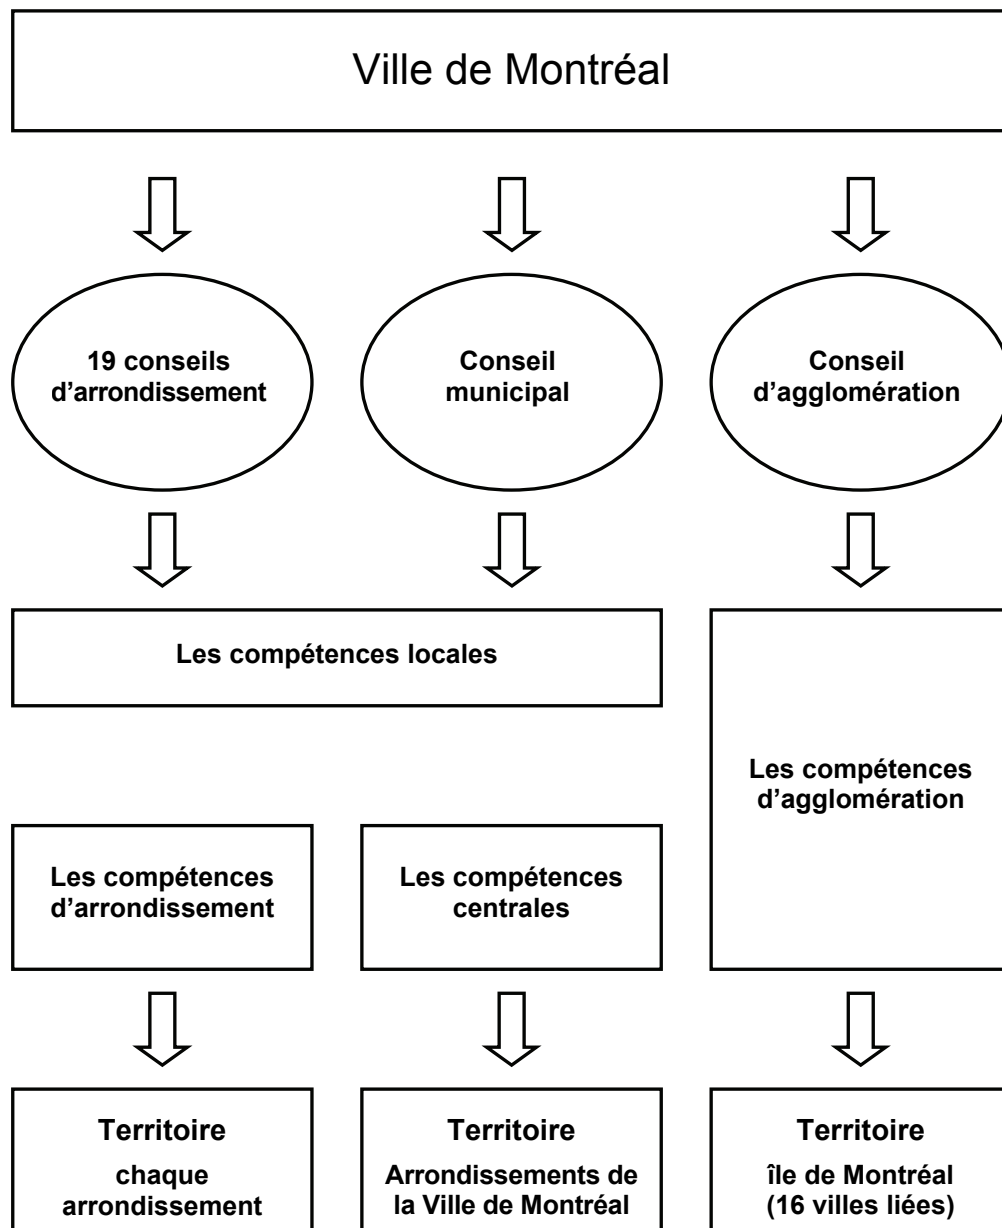 Ville de Montréal
19 conseils
d’arrondissement
Conseil
municipal
Conseil
d’agglomération
Les compétences locales
Les compétences
d’agglomération
Les compétences
d’arrondissement
Les compétences
centrales
Territoire
chaque
arrondissement
Territoire
Arrondissements de
la Ville de Montréal
Territoire
île de Montréal
(16 villes liées)